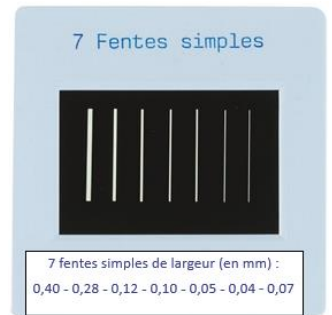 7 Fentes simples
7 fentes simples de largeur (en mm) :
0,40 - 0,28 - 0,12 - 0,10 - 0,05 - 0,04 - 0,07